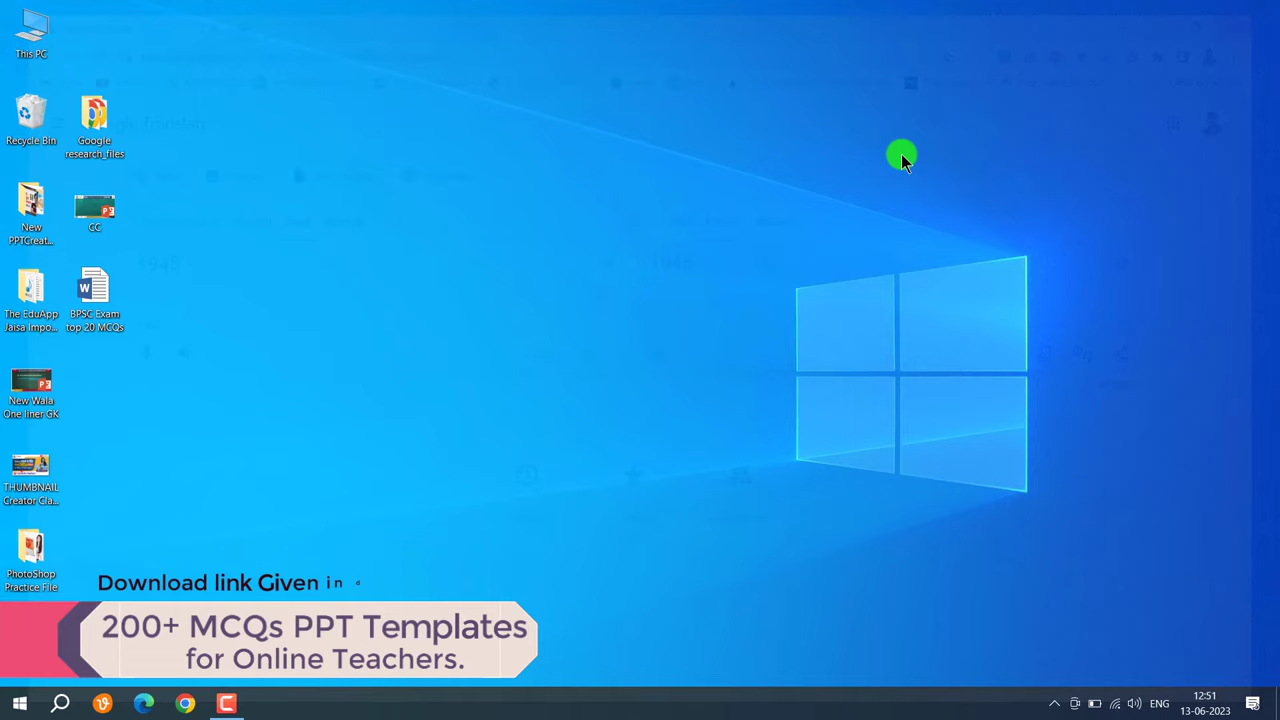 This PC
Recycle Bin
Google
research_files
New
PPTCreat...
CC
The EduApp
Jaisa Impo...
BPSC Exam
top 20 MCQs
New Wala
One liner GK
THUMBNAIL
Creator Cla...
PhotoShop
Practice File
1945
1945
Download link Given in
200+ MCQs PPT Templates
for Online Teachers.
ENG
12:51
13-06-2023